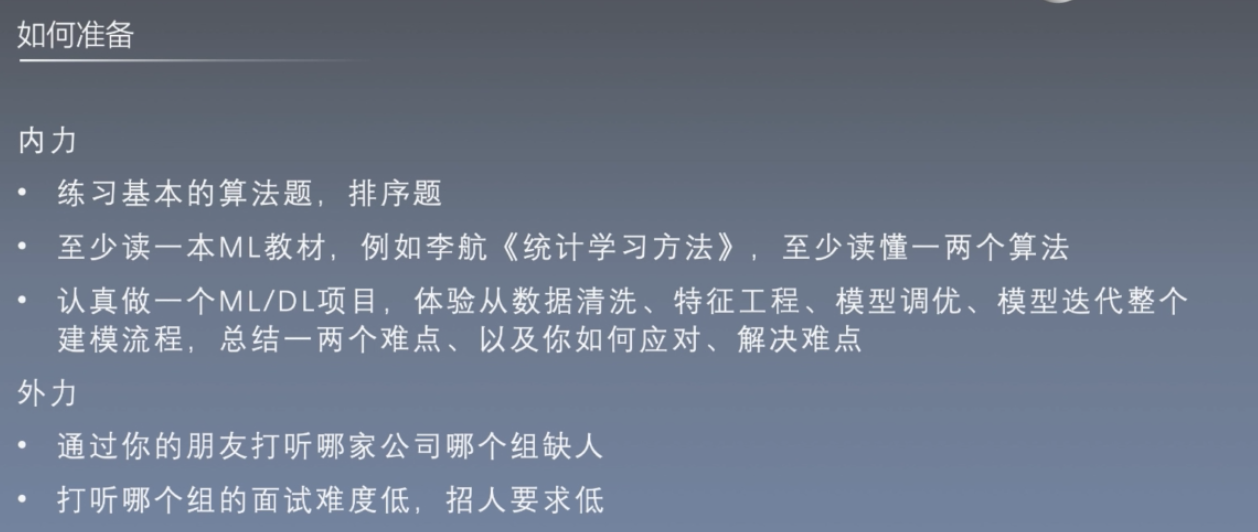 如何准备
内力
• 练习基本的算法题，排序题
• 至少读一本ML教材，例如李航《统计学习方法》，至少读懂一两个算法
• 认真做一个ML/DL项目，体验从数据清洗、特征工程、模型调优、模型迭代整个
建模流程，总结一两个难点、以及你如何应对、解决难点
外力
• 通过你的朋友打听哪家公司哪个组缺人
• 打听哪个组的面试难度低，招人要求低